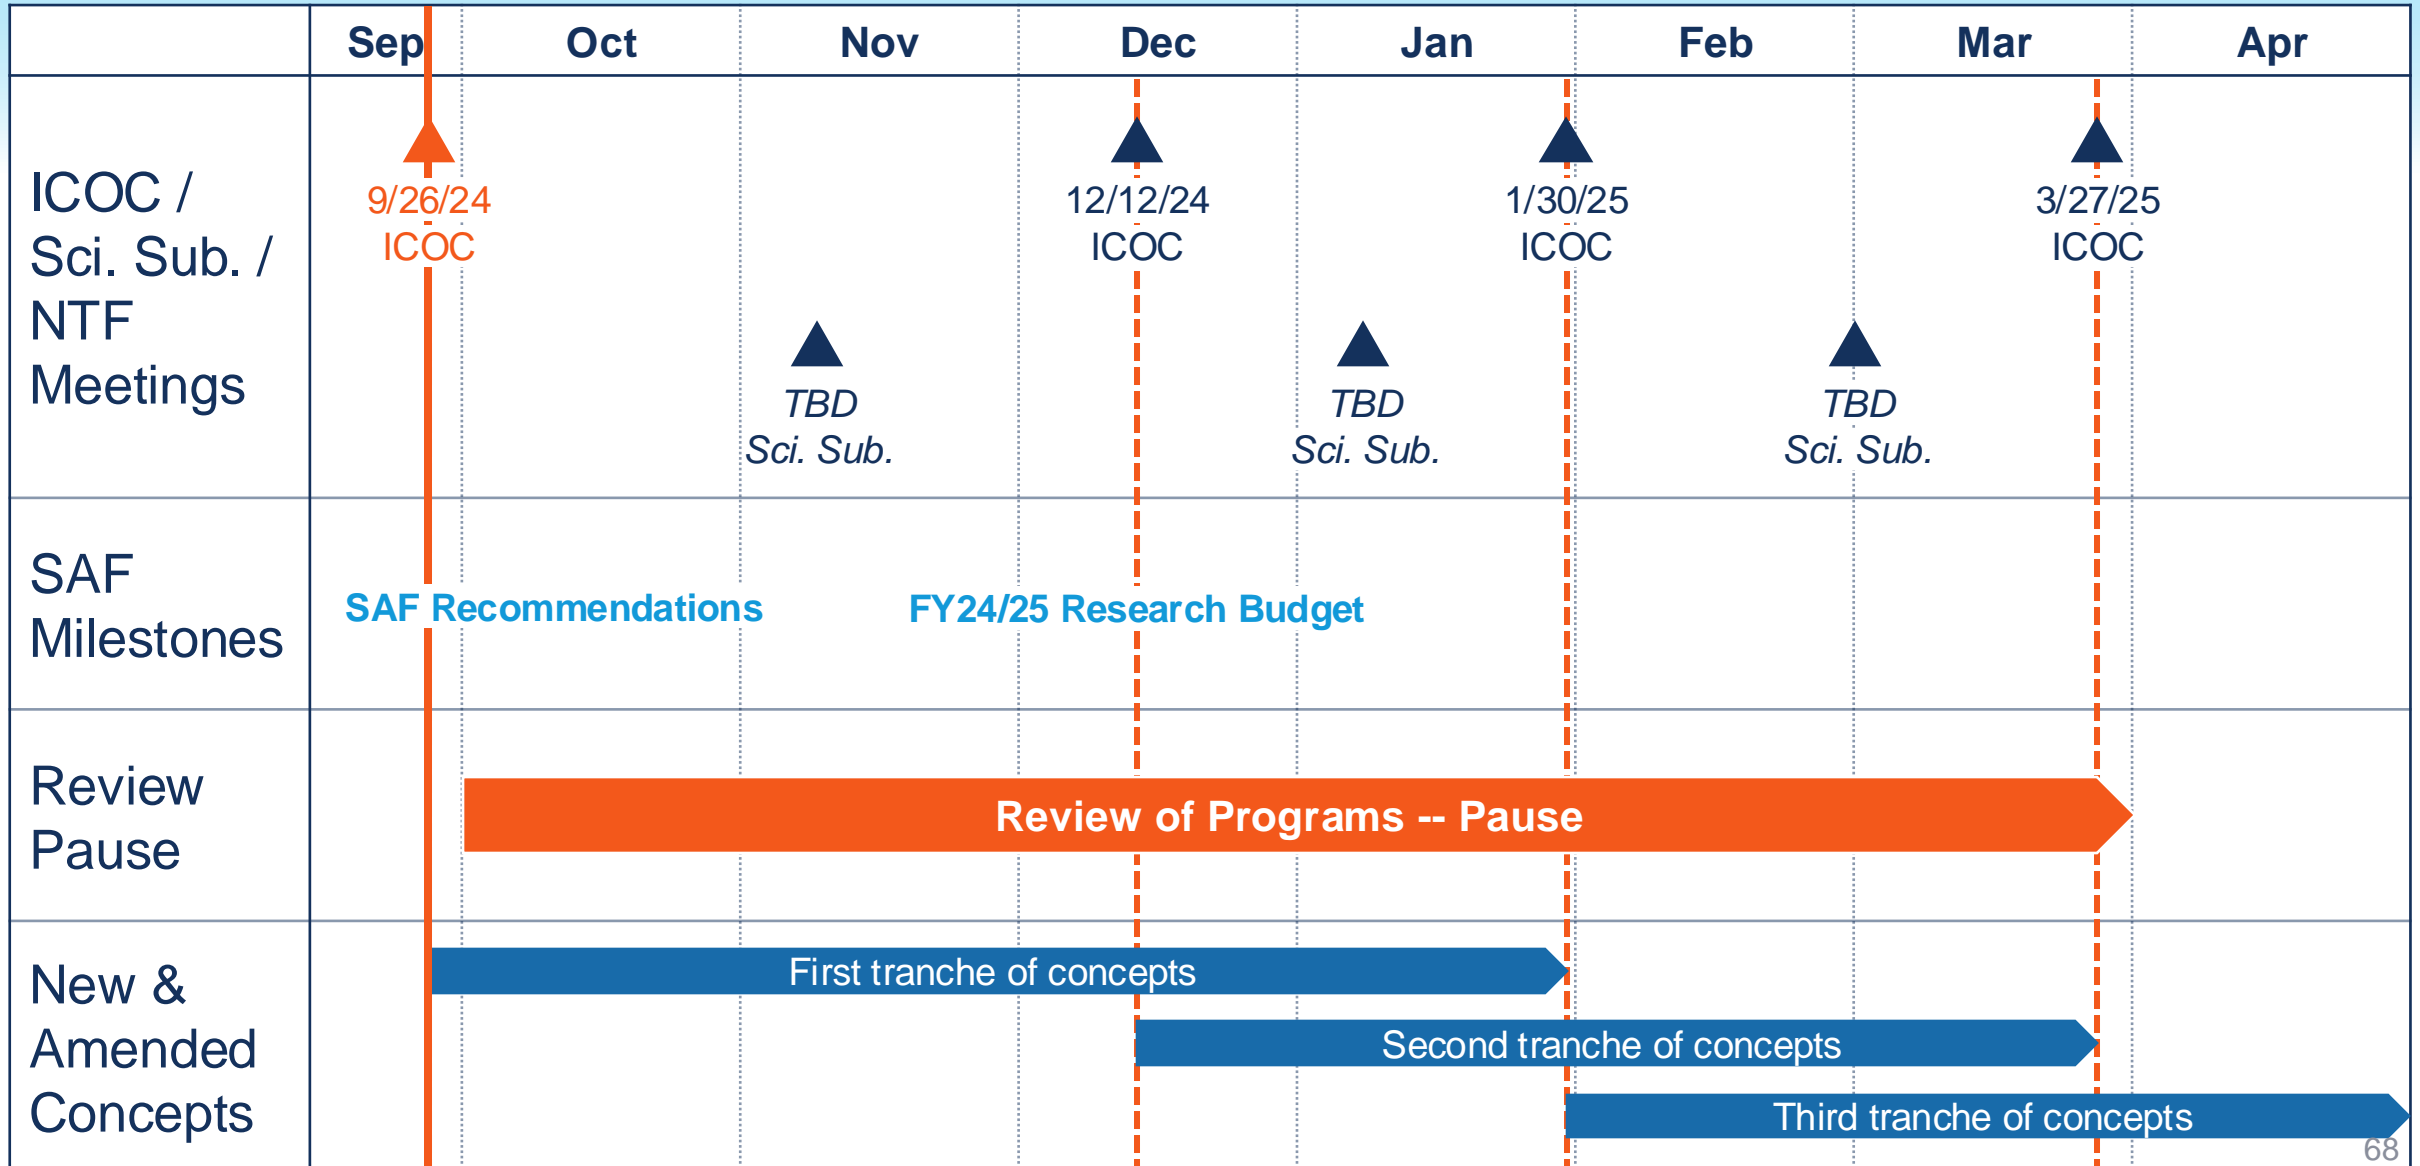 Sep Oct Nov Dec Jan Feb Mar Apr
ICOC /
Sci. Sub. /
NTF
Meetings
9/26/24
ICOC
12/12/24
ICOC
1/30/25
ICOC
3/27/25
ICOC
TBD
Sci. Sub.
TBD
Sci. Sub.
TBD
Sci. Sub.
SAF
Milestones
SAF Recommendations
FY24/25 Research Budget
Review
Pause
Review of Programs -- Pause
New &
Amended
Concepts
First tranche of concepts
Second tranche of concepts
Third tranche of concepts
68